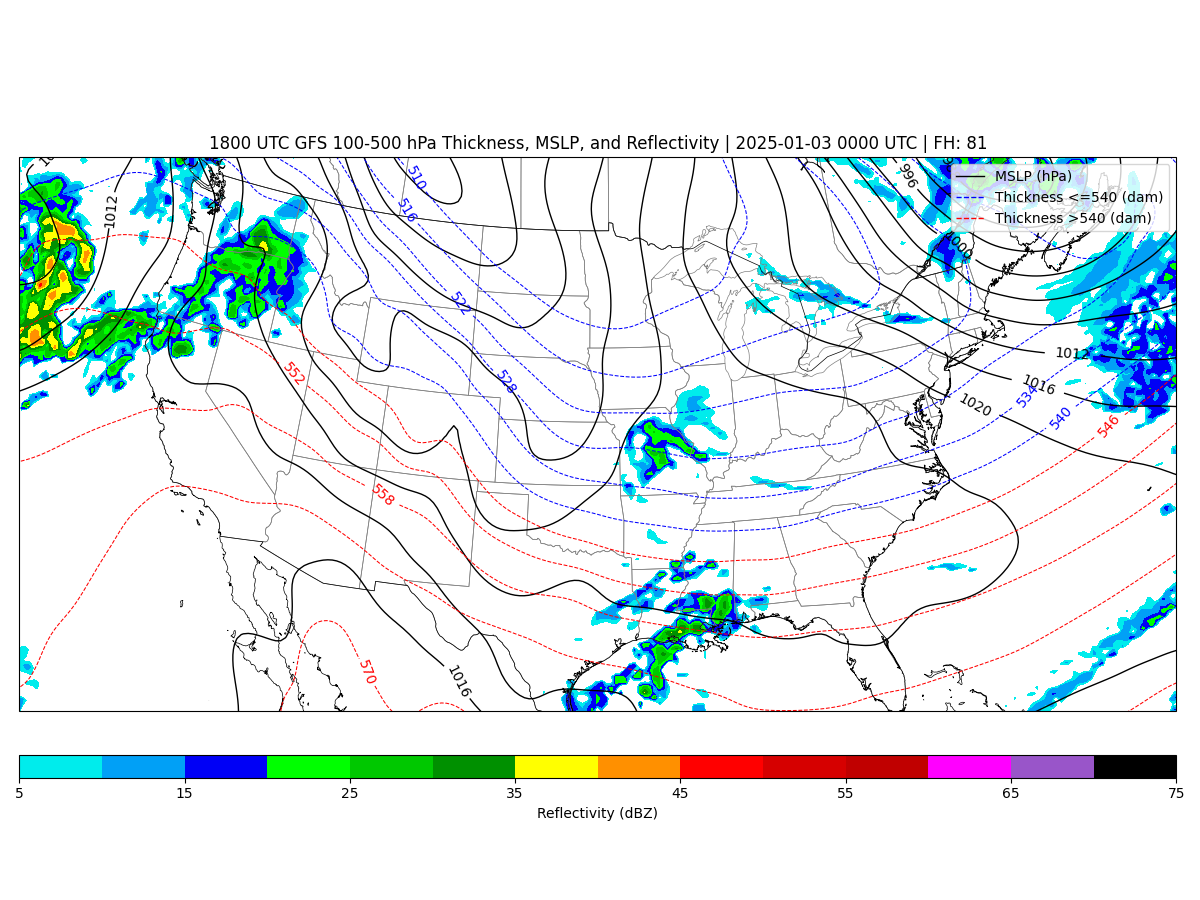 1800 UTC GFS 100-500 hPa Thickness, MSLP, and Reflectivity | 2025-01-03 0000 UTC | FH: 81
MSLP (hPa)
Thickness <=540 (dam)
Thickness >540 (dam)
996
510
516
1012
1000
522
1012
552
528
1016
534
1020
540
546
558
570
1016
5 15 25 35 45 55 65 75
Reflectivity (dBZ)